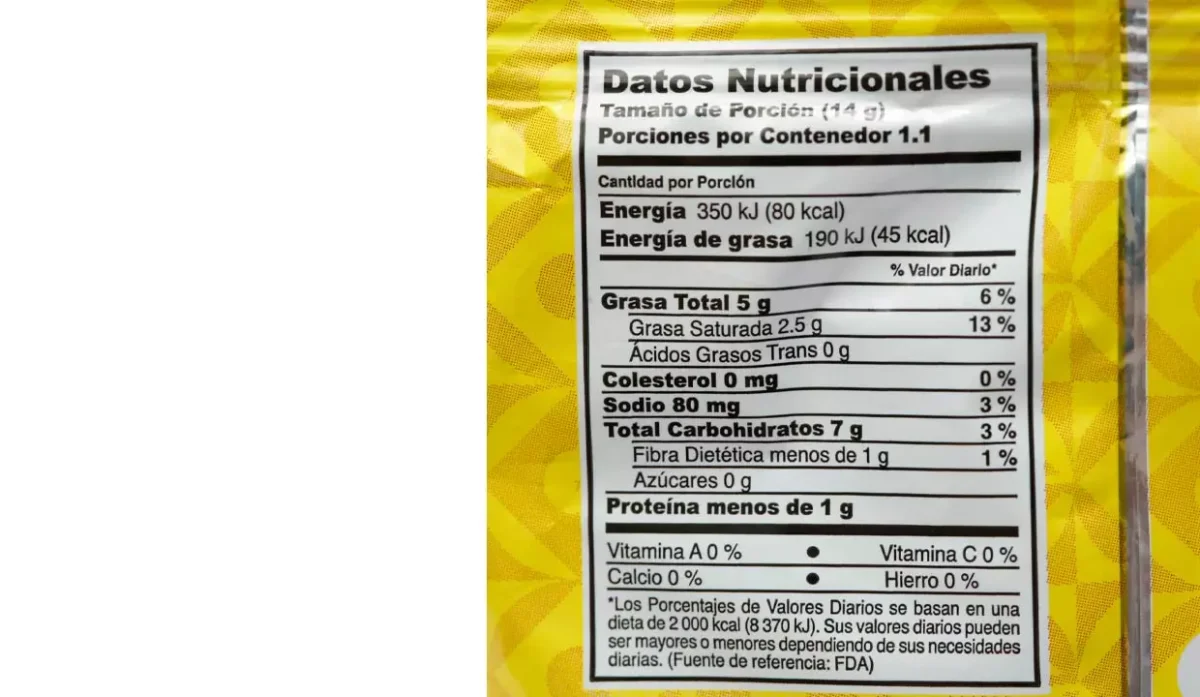 Datos Nutricionales
Tamaño de Porción (14 g)
Porciones por Contenedor 1.1
Cantidad por Porción
Energía 350 kJ (80 kcal)
Energía de grasa 190 kJ (45 kcal)
% Valor Diario*
Grasa Total 5 g 6 %
Grasa Saturada 2.5 g 13 %
Ácidos Grasos Trans 0 g
Colesterol 0 mg 0 %
Sodio 80 mg 3 %
Total Carbohidratos 7 g 3 %
Fibra Dietética menos de 1 g 1 %
Azúcares 0 g
Proteína menos de 1 g
Vitamina A 0 % ● Vitamina C 0 %
Calcio 0 % ● Hierro 0 %
*Los Porcentajes de Valores Diarios se basan en una
dieta de 2 000 kcal (8 370 kJ). Sus valores diarios pueden
ser mayores o menores dependiendo de sus necesidades
diarias. (Fuente de referencia: FDA)